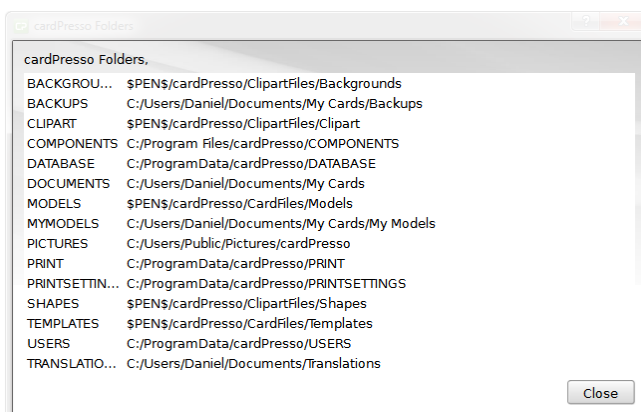 cardPresso Folders
cardPresso Folders,
BACKGROU... $PEN$/cardPresso/ClipartFiles/Backgrounds
BACKUPS C:/Users/Daniel/Documents/My Cards/Backups
CLIPART $PEN$/cardPresso/ClipartFiles/Clipart
COMPONENTS C:/Program Files/cardPresso/COMPONENTS
DATABASE C:/ProgramData/cardPresso/DATABASE
DOCUMENTS C:/Users/Daniel/Documents/My Cards
MODELS $PEN$/cardPresso/CardFiles/Models
MYMODELS C:/Users/Daniel/Documents/My Cards/My Models
PICTURES C:/Users/Public/Pictures/cardPresso
PRINT C:/ProgramData/cardPresso/PRINT
PRINTSETTIN... C:/ProgramData/cardPresso/PRINTSETTINGS
SHAPES $PEN$/cardPresso/ClipartFiles/Shapes
TEMPLATES $PEN$/cardPresso/CardFiles/Templates
USERS C:/ProgramData/cardPresso/USERS
TRANSLATIO... C:/Users/Daniel/Documents/Translations
Close